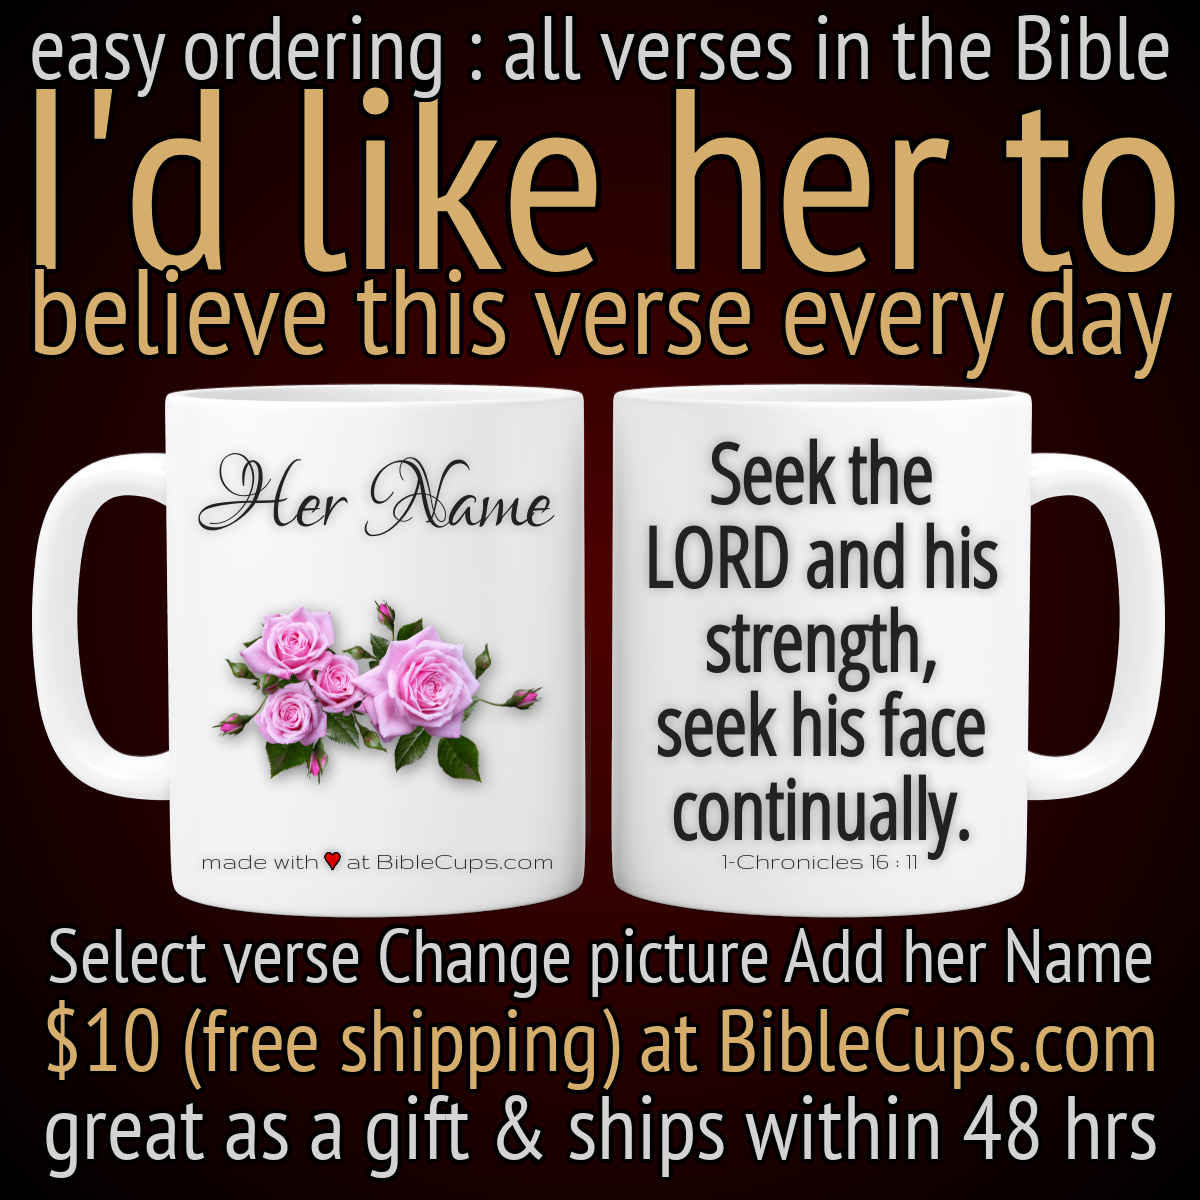 easy ordering : all verses in the Bible
I'd like her to
believe this verse every day
Her Name
made with ❤ at BibleCups.com
Seek the
LORD and his
strength,
seek his face
continually.
1-Chronicles 16 : 11
Select verse Change picture Add her Name
$10 (free shipping) at BibleCups.com
great as a gift & ships within 48 hrs